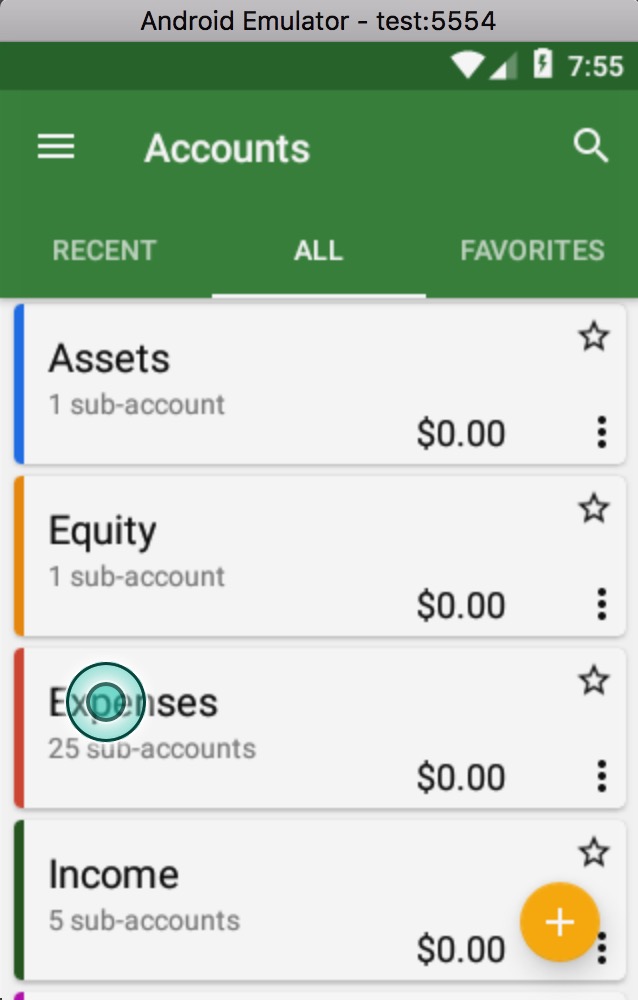 Android Emulator - test:5554
7:55
Accounts
RECENT ALL FAVORITES
Assets
1 sub-account
$0.00
Equity
1 sub-account
$0.00
Expenses
25 sub-accounts
$0.00
Income
5 sub-accounts
$0.00